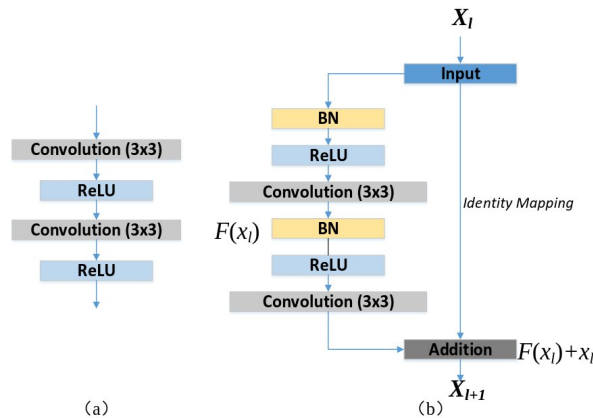 Convolution (3x3)
ReLU
Convolution (3x3)
ReLU
(a)
X_l
Input
BN
ReLU
Convolution (3x3)
F(x_l)
BN
ReLU
Convolution (3x3)
Identity Mapping
Addition
F(x_l)+x_l
X_{l+1}
(b)